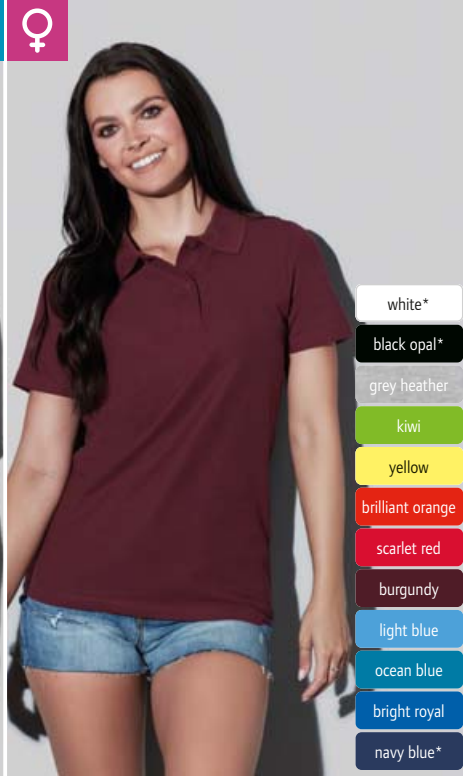 white*
black opal*
grey heather
kiwi
yellow
brilliant orange
scarlet red
burgundy
light blue
ocean blue
bright royal
navy blue*